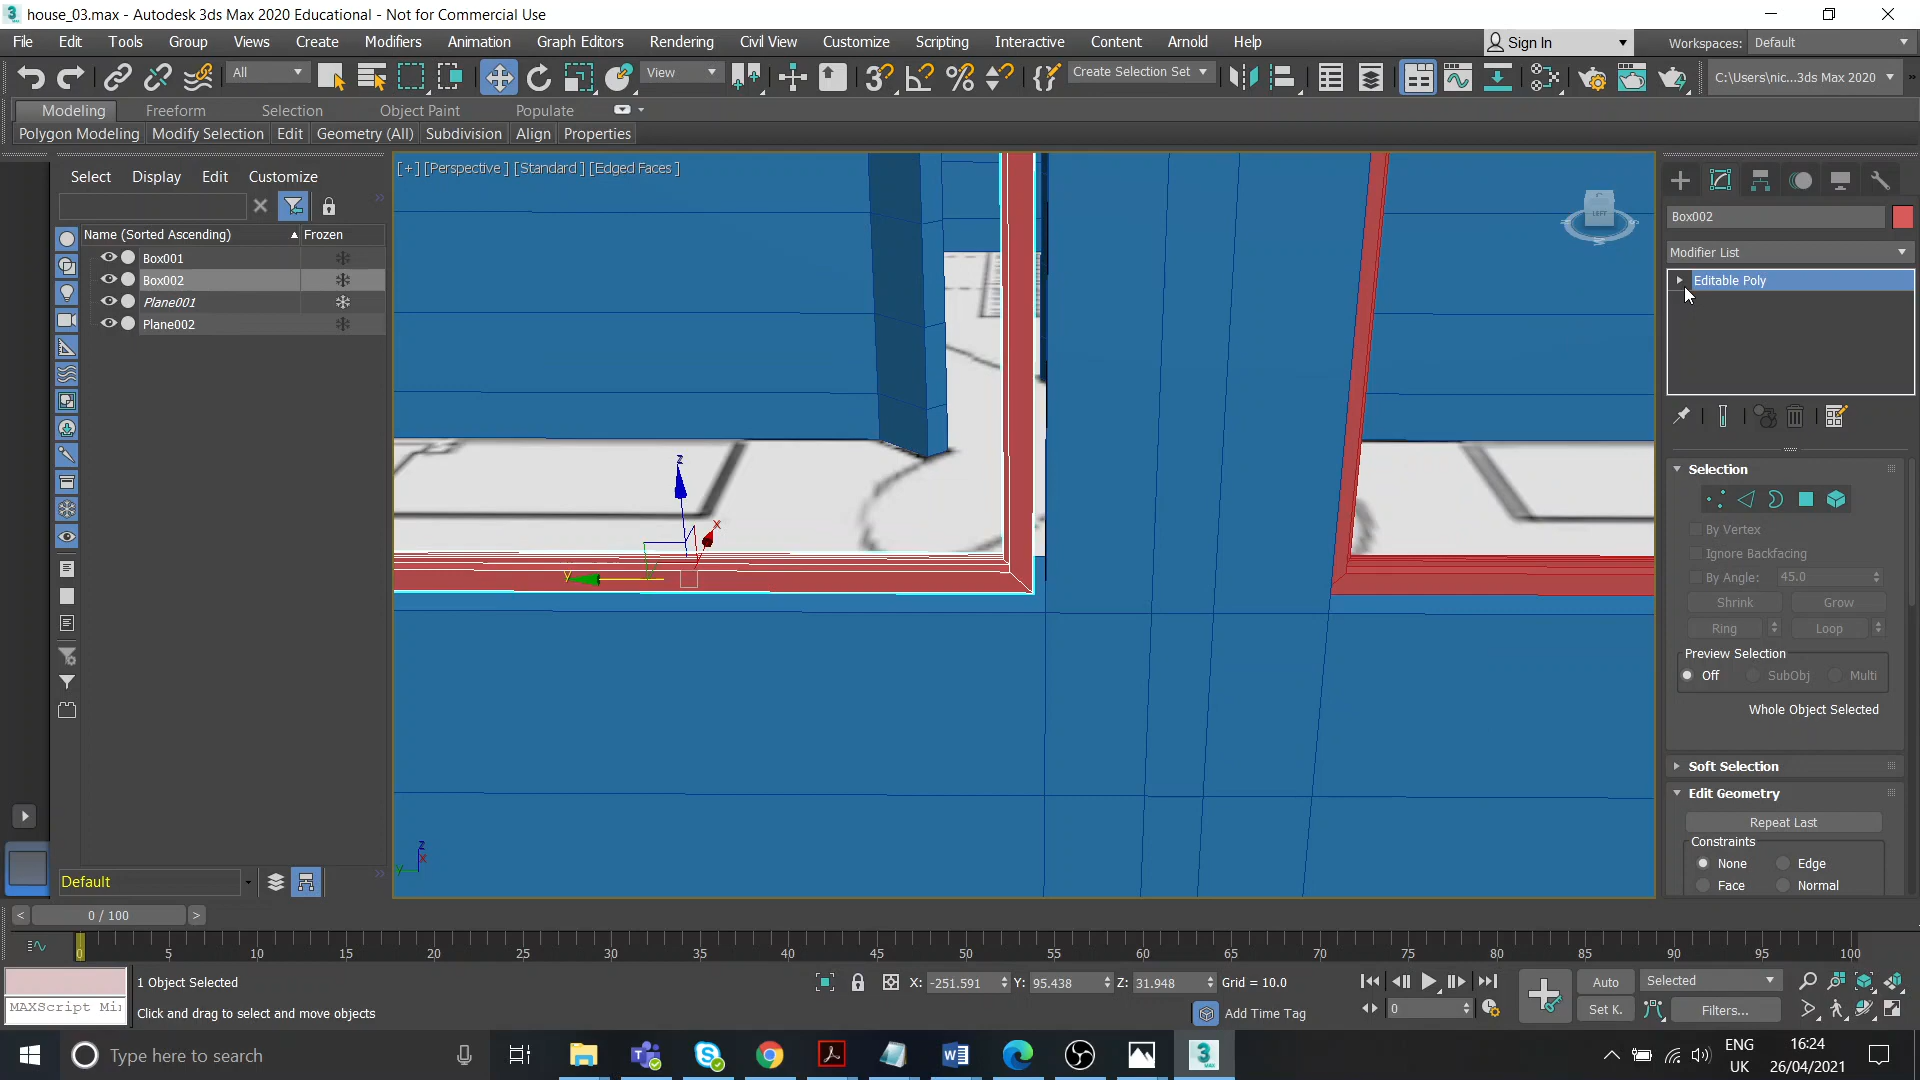 house_03.max - Autodesk 3ds Max 2020 Educational - Not for Commercial Use
File Edit Tools Group Views Create Modifiers Animation Graph Editors Rendering Civil View Customize Scripting Interactive Content Arnold Help
Sign In Workspaces: Default
All View Create Selection Set C:\Users\nic...3ds Max 2020
Modeling Freeform Selection Object Paint Populate
Polygon Modeling Modify Selection Edit Geometry (All) Subdivision Align Properties
Select Display Edit Customize
Name (Sorted Ascending) Frozen
Box001
Box002
Plane001
Plane002
Default
[+] [Perspective] [Standard] [Edged Faces]
LEFT
z
x
y
z
x
y
Box002
Modifier List
Editable Poly
Selection
By Vertex
Ignore Backfacing
By Angle: 45.0
Shrink Grow
Ring Loop
Preview Selection
Off SubObj Multi
Whole Object Selected
Soft Selection
Edit Geometry
Repeat Last
Constraints
None Edge
Face Normal
< 0 / 100 >
0 5 10 15 20 25 30 35 40 45 50 55 60 65 70 75 80 85 90 95 100
1 Object Selected
MAXScript Mi
Click and drag to select and move objects
X: -251.591 Y: 95.438 Z: 31.948 Grid = 10.0
Add Time Tag
Auto Selected
0 Set K. Filters...
Type here to search
ENG
UK
16:24
26/04/2021